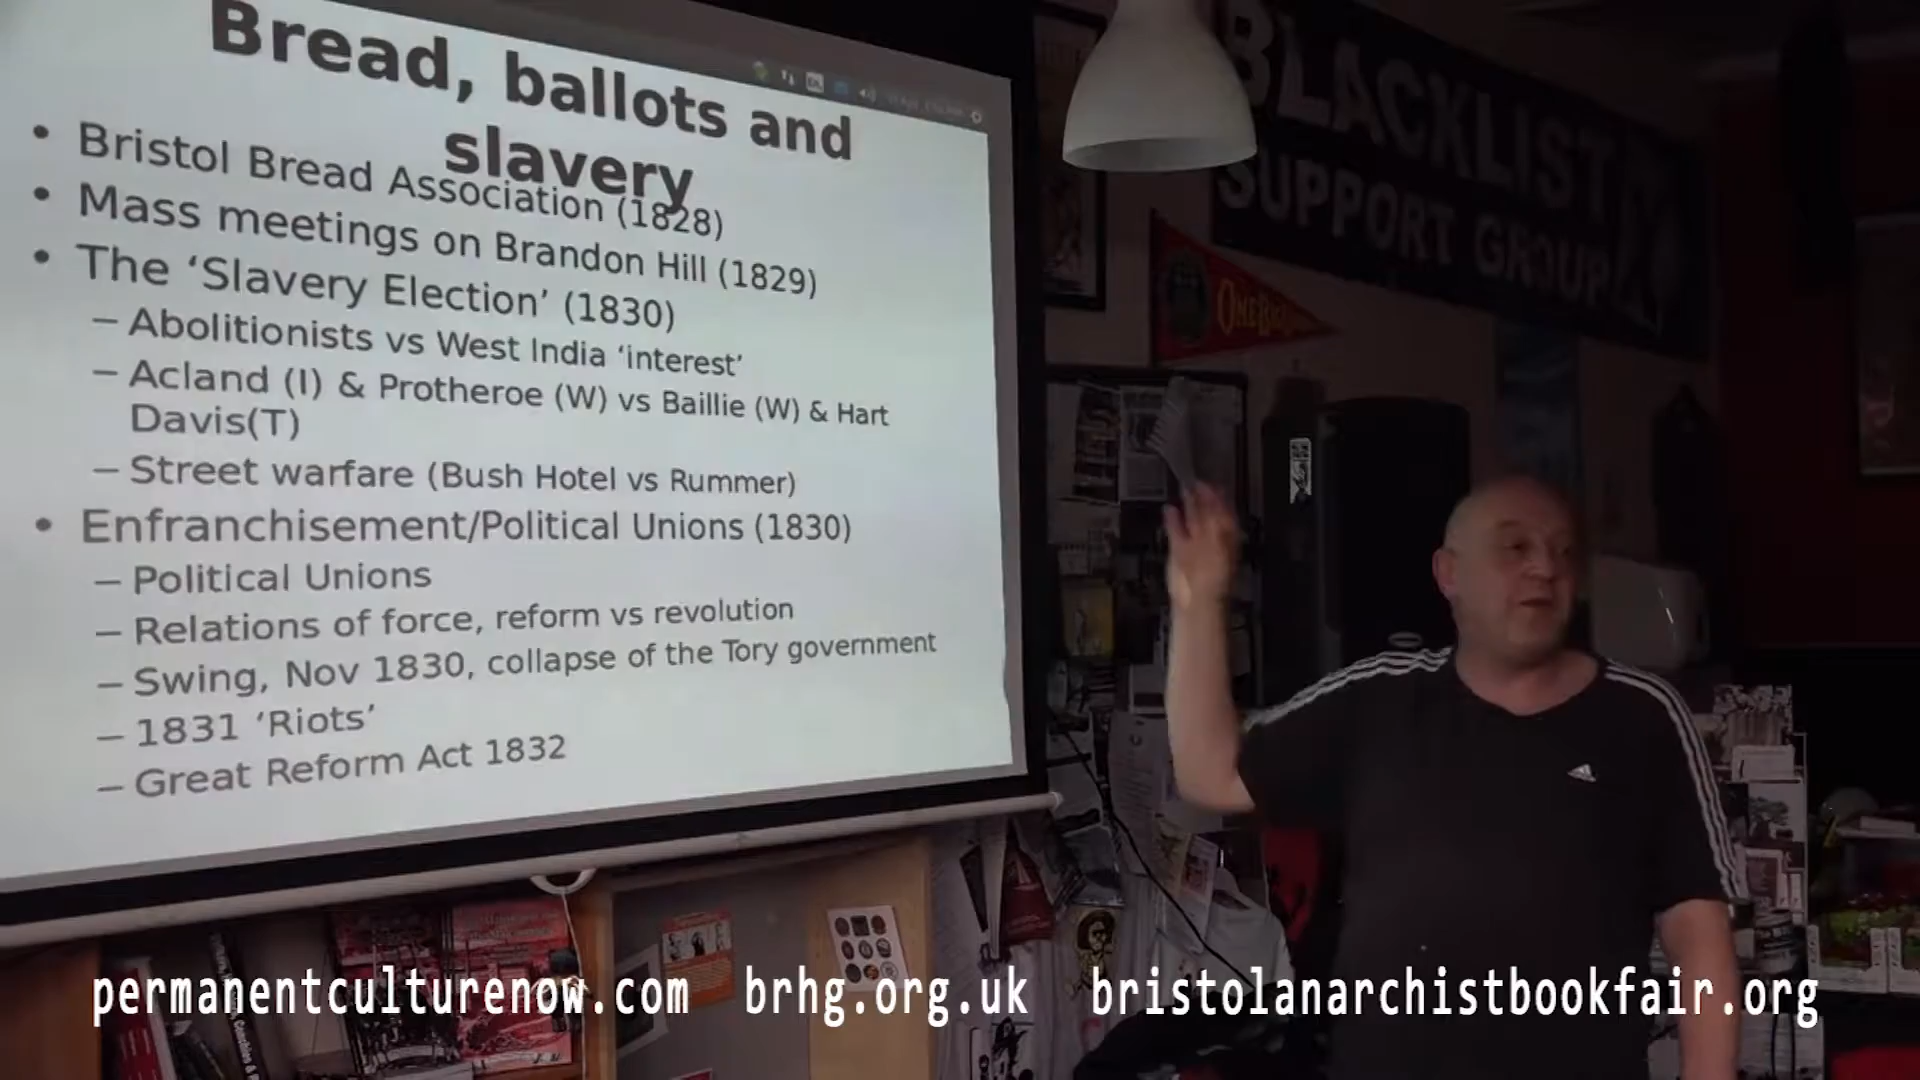 Bread, ballots and
slavery
• Bristol Bread Association (1828)
• Mass meetings on Brandon Hill (1829)
• The ‘Slavery Election’ (1830)
– Abolitionists vs West India ‘interest’
– Acland (I) & Protheroe (W) vs Baillie (W) & Hart
Davis(T)
– Street warfare (Bush Hotel vs Rummer)
• Enfranchisement/Political Unions (1830)
– Political Unions
– Relations of force, reform vs revolution
– Swing, Nov 1830, collapse of the Tory government
– 1831 ‘Riots’
– Great Reform Act 1832
BLACKLIST
SUPPORT GROUP
ONE BIG
permanentculturenow.com brhg.org.uk bristolanarchistbookfair.org